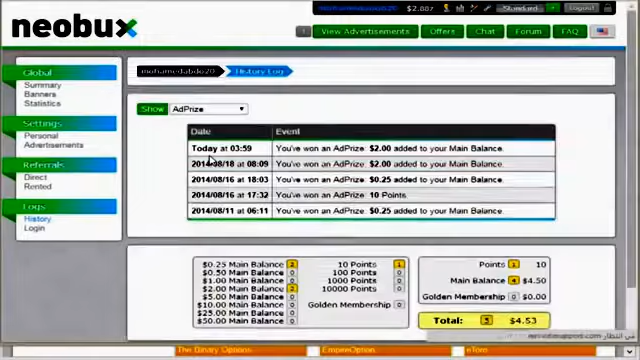 neobux
mohamedabdo20 $2.087 Standard Logout
View Advertisements Offers Chat Forum FAQ
Global
Summary
Banners
Statistics
Settings
Personal
Advertisements
Referrals
Direct
Rented
Logs
History
Login
mohamedabdo20 History Log
Show AdPrize
Date Event
Today at 03:59 You've won an AdPrize: $2.00 added to your Main Balance.
2014/08/18 at 08:09 You've won an AdPrize: $2.00 added to your Main Balance.
2014/08/16 at 18:03 You've won an AdPrize: $0.25 added to your Main Balance.
2014/08/16 at 17:32 You've won an AdPrize: 10 Points.
2014/08/11 at 06:11 You've won an AdPrize: $0.25 added to your Main Balance.
$0.25 Main Balance 2
$0.50 Main Balance 0
$1.00 Main Balance 0
$2.00 Main Balance 2
$5.00 Main Balance 0
$100 Main Balance 0
$25.00 Main Balance 0
$50.00 Main Balance 0
10 Points 1
100 Points 0
1000 Points 0
10000 Points 0
Golden Membership 0
Points 1 10
Main Balance 4 $4.50
Golden Membership 0 $0.00
Total: 5 $4.53
في انتظار
The Binary Options EmpireOption eToro